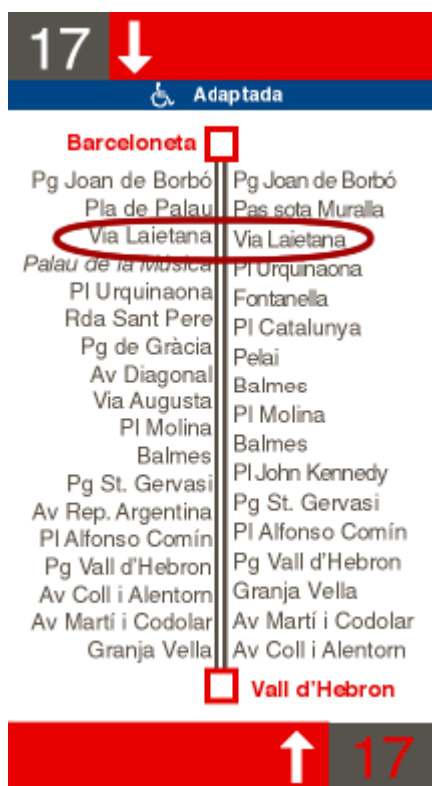 17
Adaptada
Barceloneta
Pg Joan de Borbó
Pla de Palau
Via Laietana
Palau de la Música
Pl Urquinaona
Rda Sant Pere
Pg de Gràcia
Av Diagonal
Via Augusta
Pl Molina
Balmes
Pg St. Gervasi
Av Rep. Argentina
Pl Alfonso Comín
Pg Vall d'Hebron
Av Coll i Alentorn
Av Martí i Codolar
Granja Vella
Pg Joan de Borbó
Pas sota Muralla
Via Laietana
Pl Urquinaona
Fontanella
Pl Catalunya
Pelai
Balmes
Pl Molina
Balmes
Pl John Kennedy
Pg St. Gervasi
Pl Alfonso Comín
Pg Vall d'Hebron
Granja Vella
Av Martí i Codolar
Av Coll i Alentorn
Vall d'Hebron
17